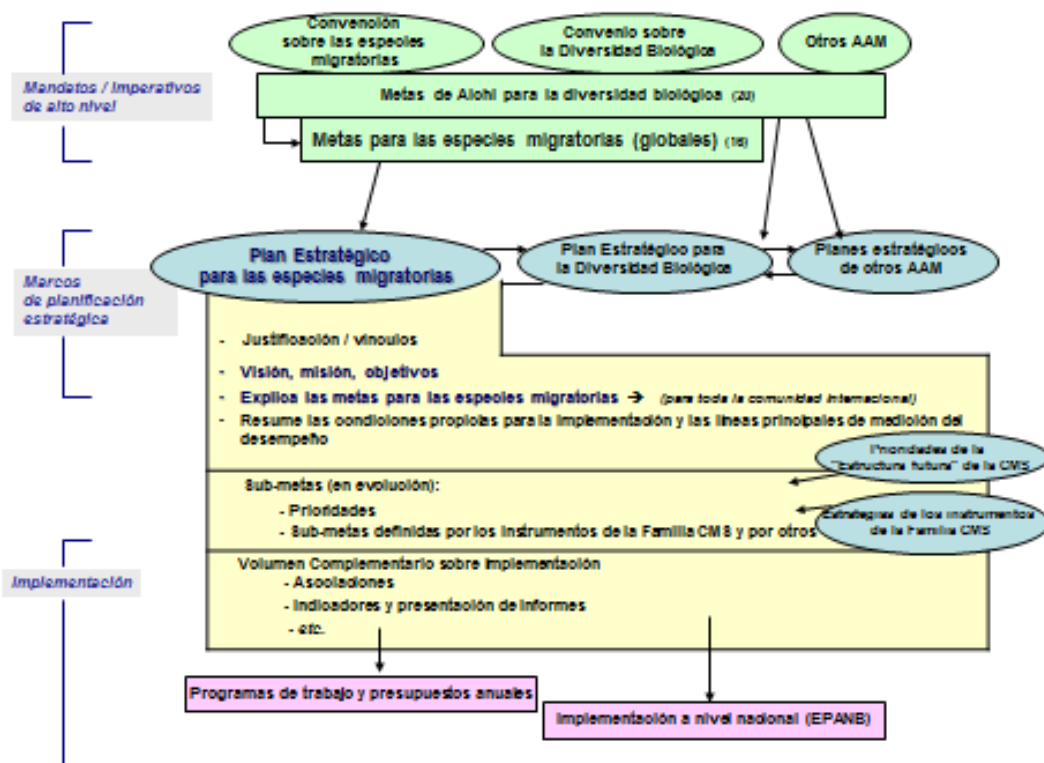 Convención
sobre las especies
migratorias
Convenio sobre
la Diversidad Biológica
Otros AAM
Mandatos / Imperativos
de alto nivel
Metas de Aichi para la diversidad biológica (20)
Metas para las especies migratorias (globales) (16)
Plan Estratégico
para las especies migratorias
Plan Estratégico para
la Diversidad Biológica
Planes estratégicos
de otros AAM
Marcos
de planificación
estratégica
- Justificación / vínculos
- Visión, misión, objetivos
- Explica las metas para las especies migratorias → (para toda la comunidad internacional)
- Resume las condiciones propicias para la implementación y las líneas principales de medición del
desempeño
Prioridades de la
"Estructura futura" de la CMS
Sub-metas (en evolución):
- Prioridades
- Sub-metas definidas por los instrumentos de la Familia CMS y por otros
Estrategias de los instrumentos
de la Familia CMS
Implementación
Volumen Complementario sobre Implementación
- Asociaciones
- Indicadores y presentación de informes
- etc.
Programas de trabajo y presupuestos anuales
Implementación a nivel nacional (EPANB)